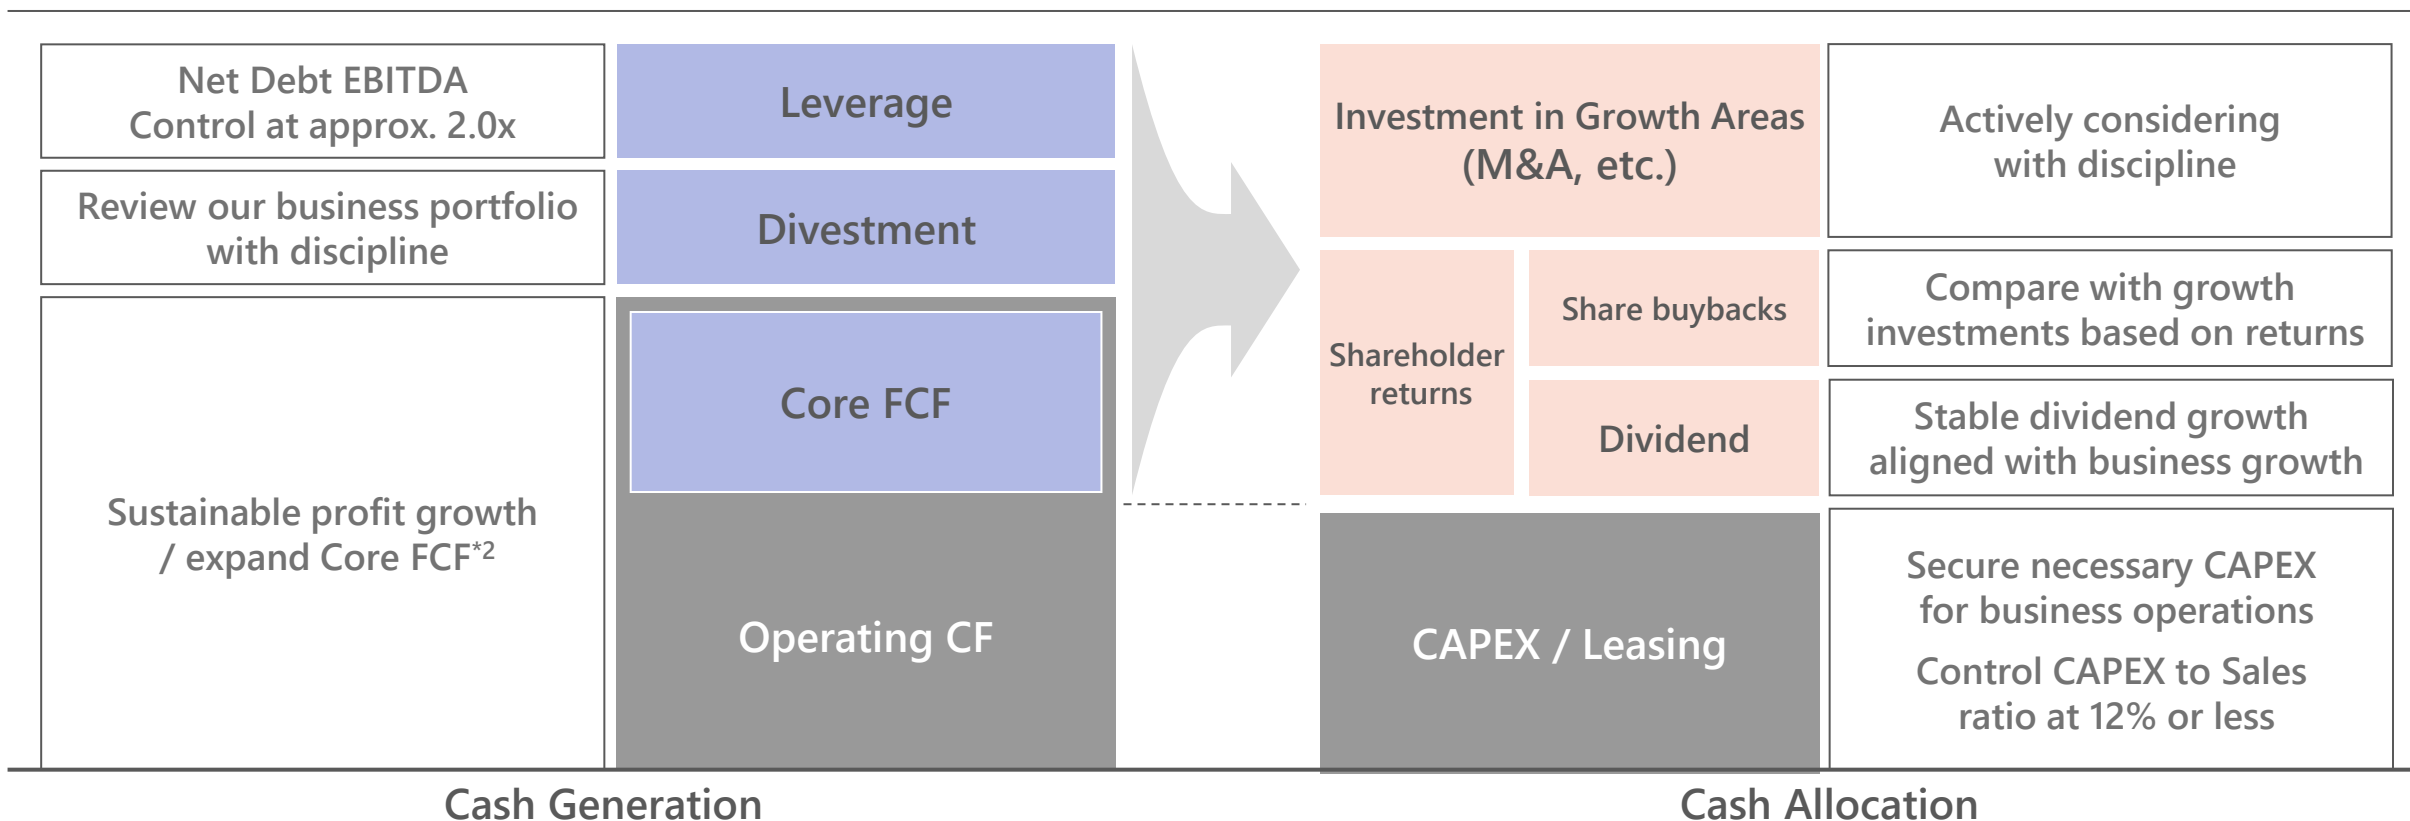 Net Debt EBITDA
Control at approx. 2.0x
Leverage
Review our business portfolio
with discipline
Divestment
Sustainable profit growth
/ expand Core FCF*2
Core FCF
Operating CF
Cash Generation
Investment in Growth Areas
(M&A, etc.)
Actively considering
with discipline
Shareholder
returns
Share buybacks
Compare with growth
investments based on returns
Dividend
Stable dividend growth
aligned with business growth
CAPEX / Leasing
Secure necessary CAPEX
for business operations
Control CAPEX to Sales
ratio at 12% or less
Cash Allocation